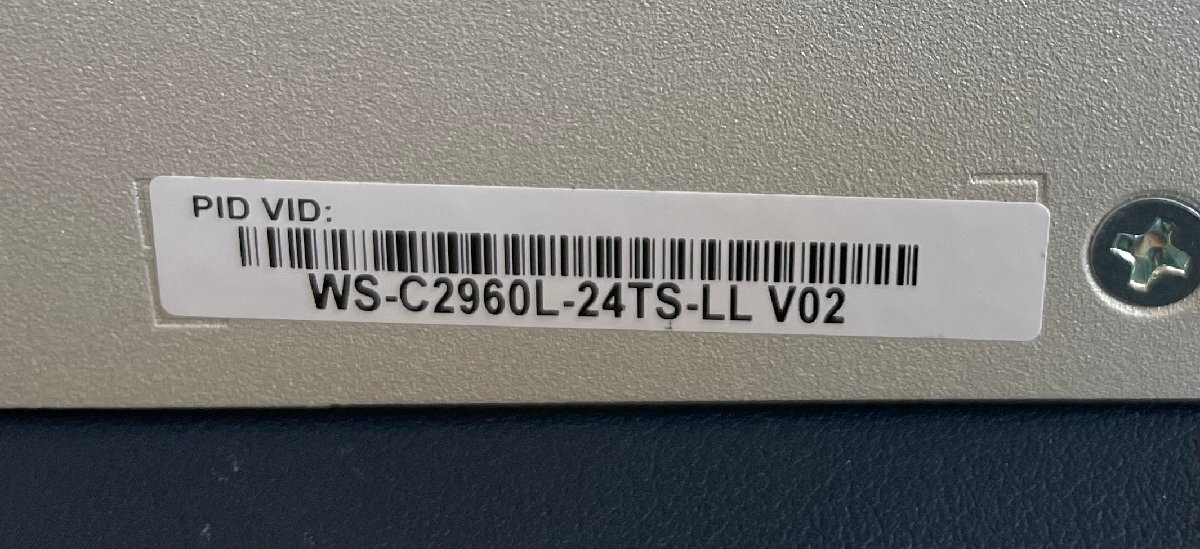 PID VID:
WS-C2960L-24TS-LL V02